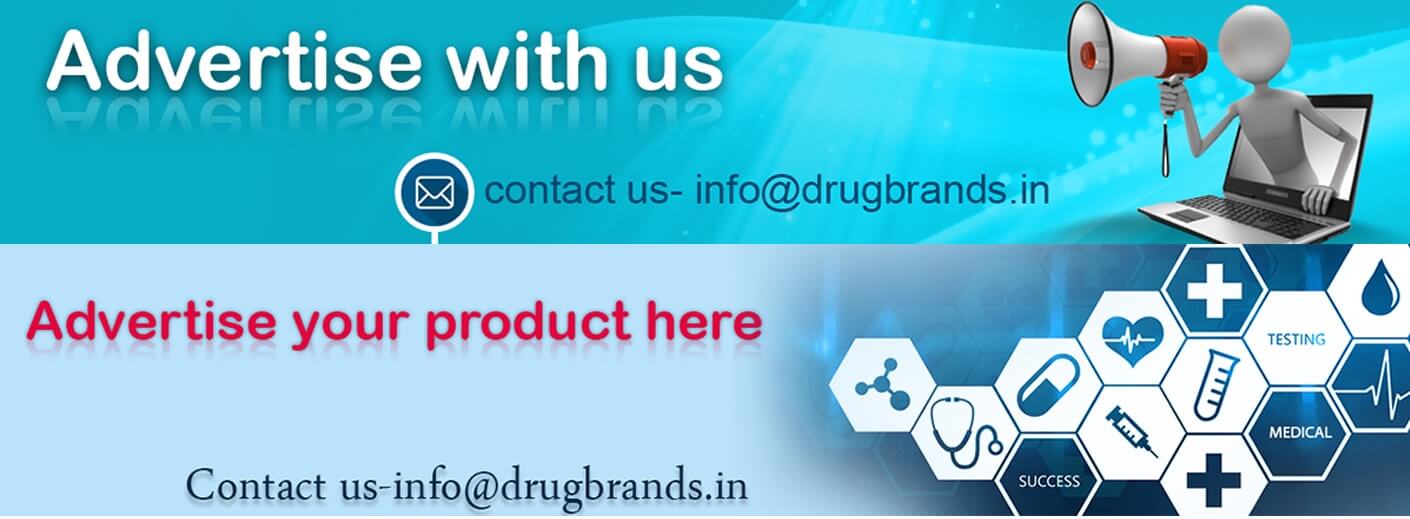 Advertise with us
contact us- info@drugbrands.in
Advertise your product here
TESTING
MEDICAL
SUCCESS
Contact us-info@drugbrands.in